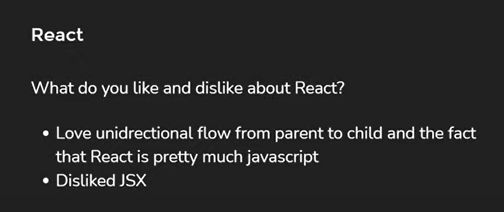 React
What do you like and dislike about React?
• Love unidrectional flow from parent to child and the fact
that React is pretty much javascript
• Disliked JSX